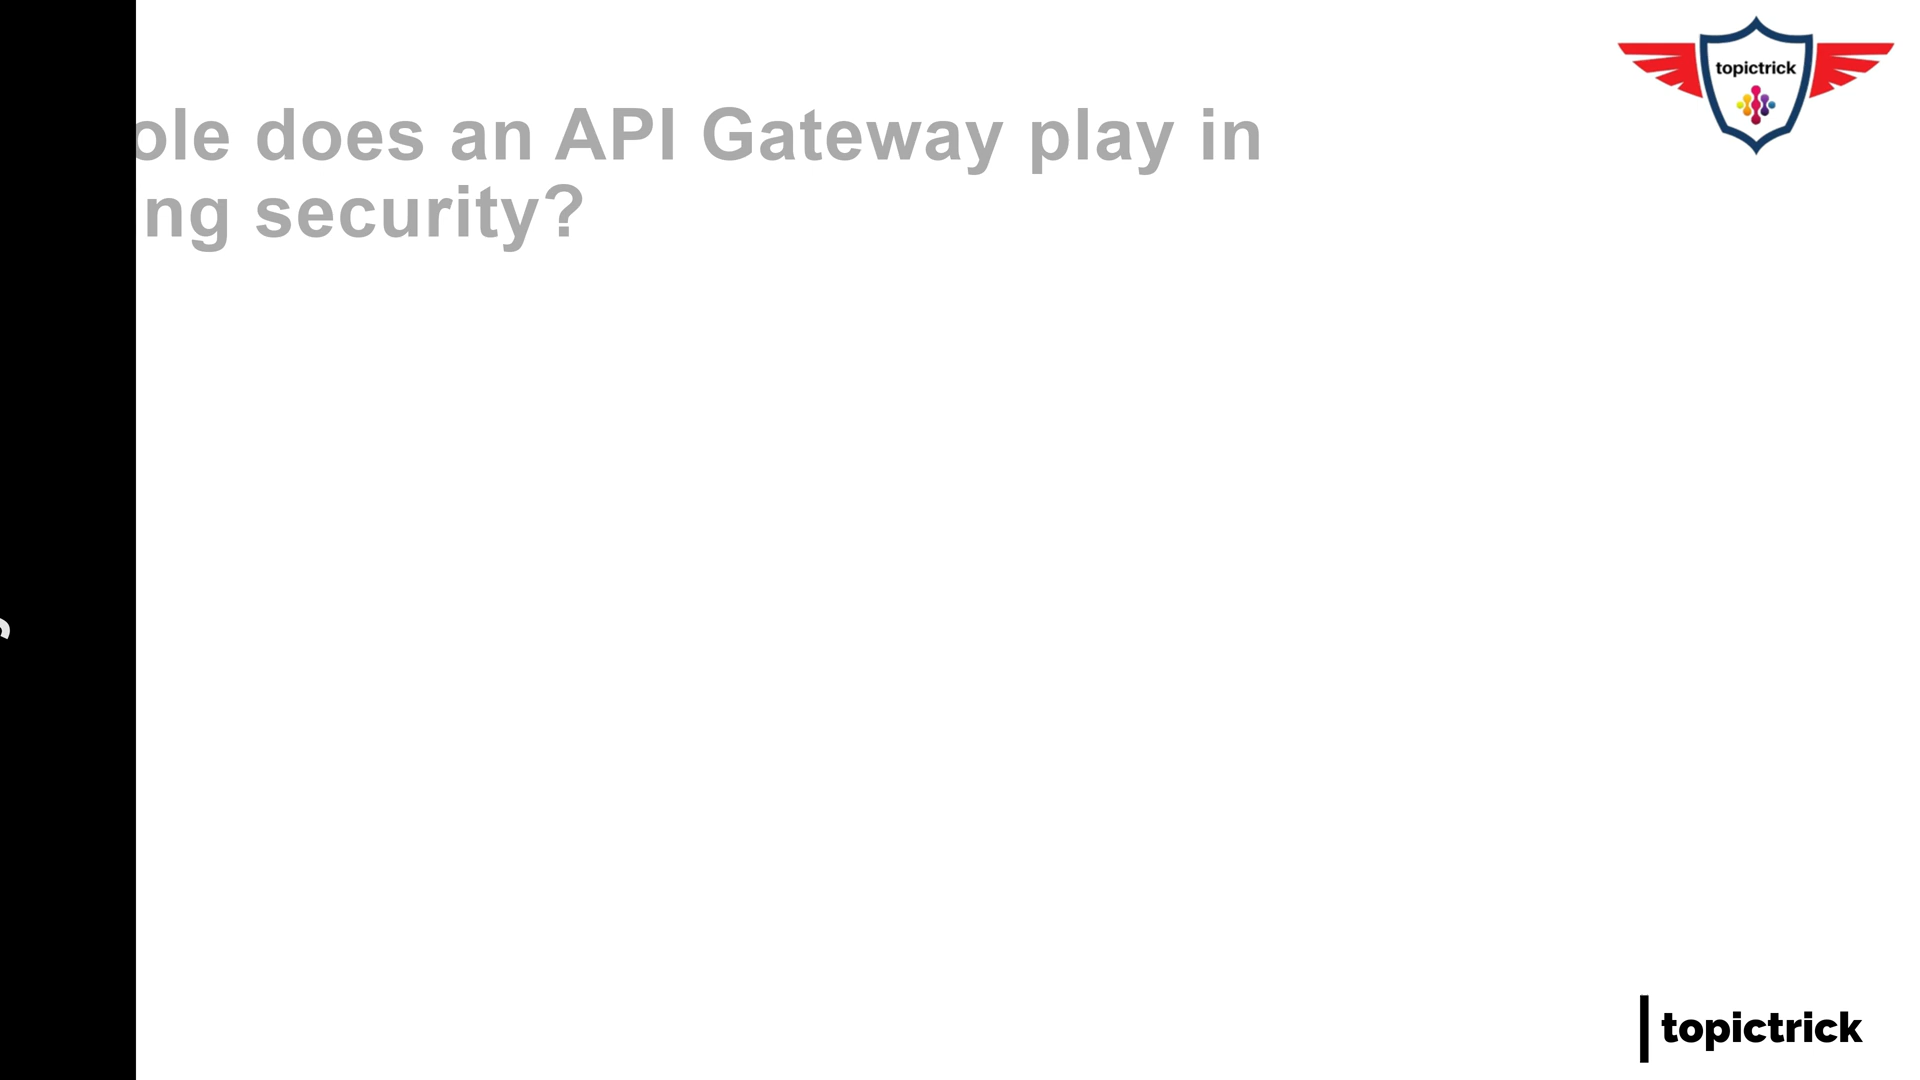 topictrick
ole does an API Gateway play in
ng security?
topictrick